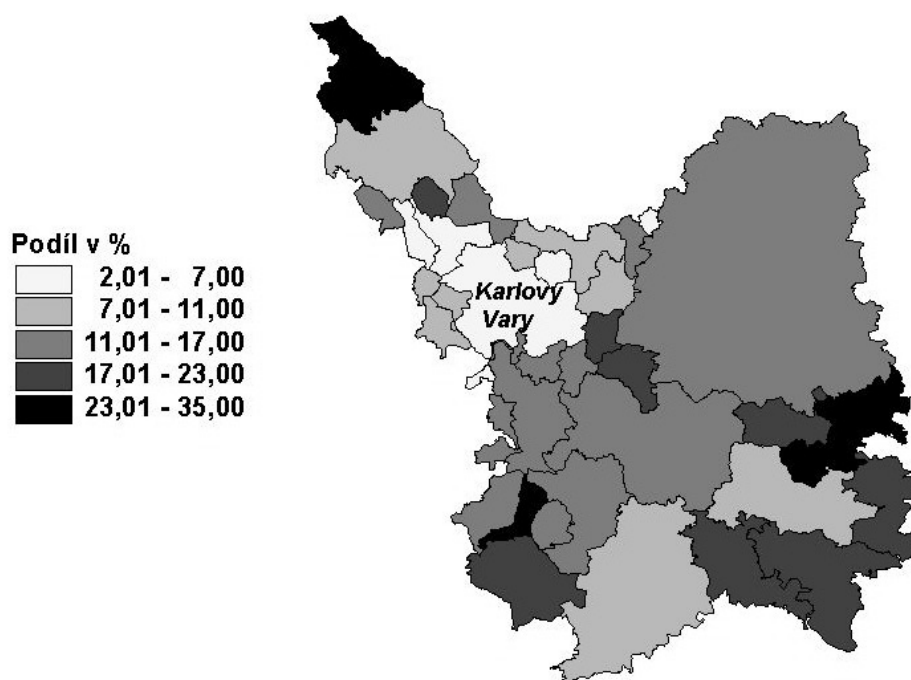 Podíl v %
2,01 - 7,00
7,01 - 11,00
11,01 - 17,00
17,01 - 23,00
23,01 - 35,00
Karlovy
Vary